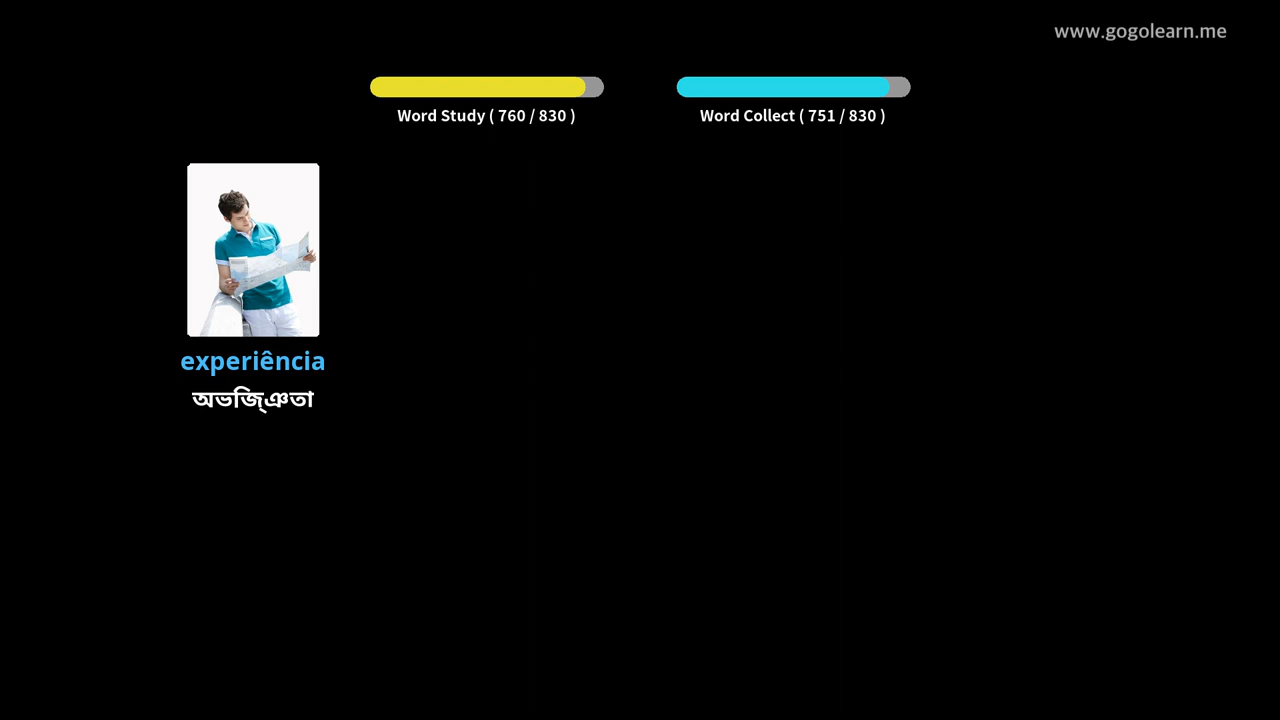 www.gogolearn.me
Word Study ( 760 / 830 )
Word Collect ( 751 / 830 )
experiência
অভিজ্ঞতা